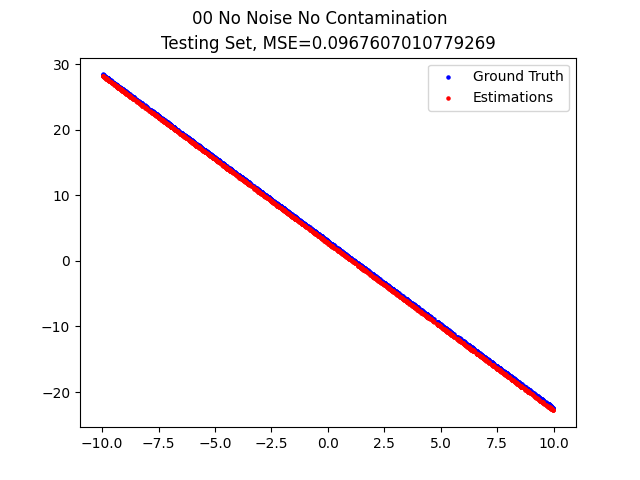 00 No Noise No Contamination
Testing Set, MSE=0.0967607010779269
Ground Truth
Estimations
30
20
10
0
−10
−20
−10.0 −7.5 −5.0 −2.5 0.0 2.5 5.0 7.5 10.0